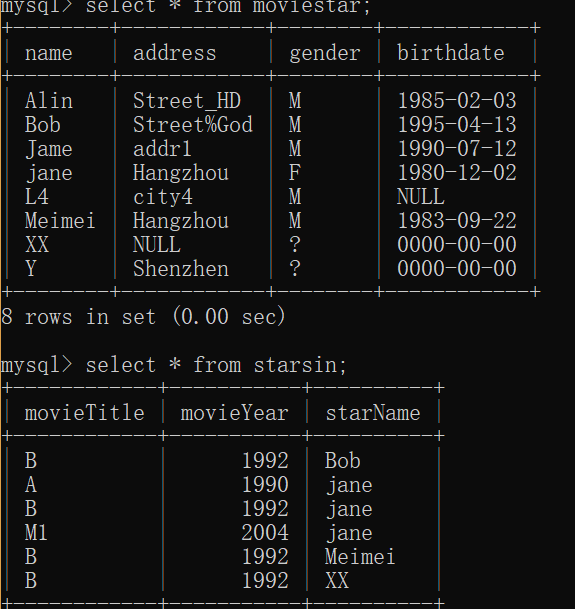 mysql> select * from moviestar;
+--------+------------+--------+------------+
| name   | address    | gender | birthdate  |
+--------+------------+--------+------------+
| Alin   | Street_HD  | M      | 1985-02-03 |
| Bob    | Street%God | M      | 1995-04-13 |
| Jame   | addr1      | M      | 1990-07-12 |
| jane   | Hangzhou   | F      | 1980-12-02 |
| L4     | city4      | M      | NULL       |
| Meimei | Hangzhou   | M      | 1983-09-22 |
| XX     | NULL       | ?      | 0000-00-00 |
| Y      | Shenzhen   | ?      | 0000-00-00 |
+--------+------------+--------+------------+
8 rows in set (0.00 sec)
mysql> select * from starsin;
+------------+-----------+----------+
| movieTitle | movieYear | starName |
+------------+-----------+----------+
| B          |      1992 | Bob      |
| A          |      1990 | jane     |
| B          |      1992 | jane     |
| M1         |      2004 | jane     |
| B          |      1992 | Meimei   |
| B          |      1992 | XX       |
+------------+-----------+----------+